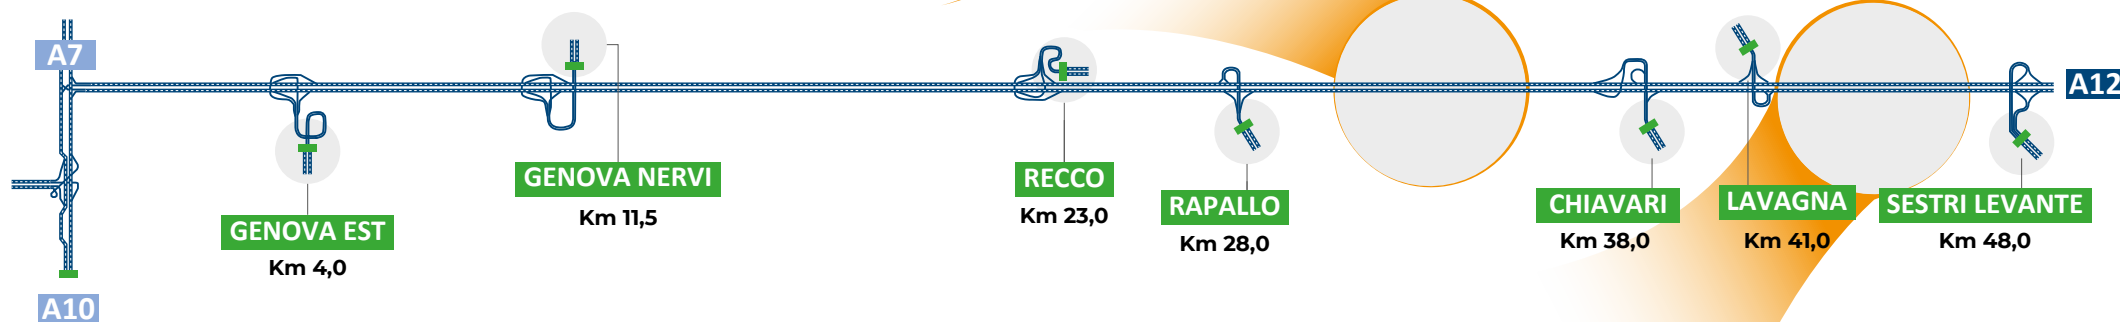 A7
A12
GENOVA NERVI
Km 11,5
RECCO
Km 23,0
RAPALLO
Km 28,0
CHIAVARI
Km 38,0
LAVAGNA
Km 41,0
SESTRI LEVANTE
Km 48,0
GENOVA EST
Km 4,0
A10